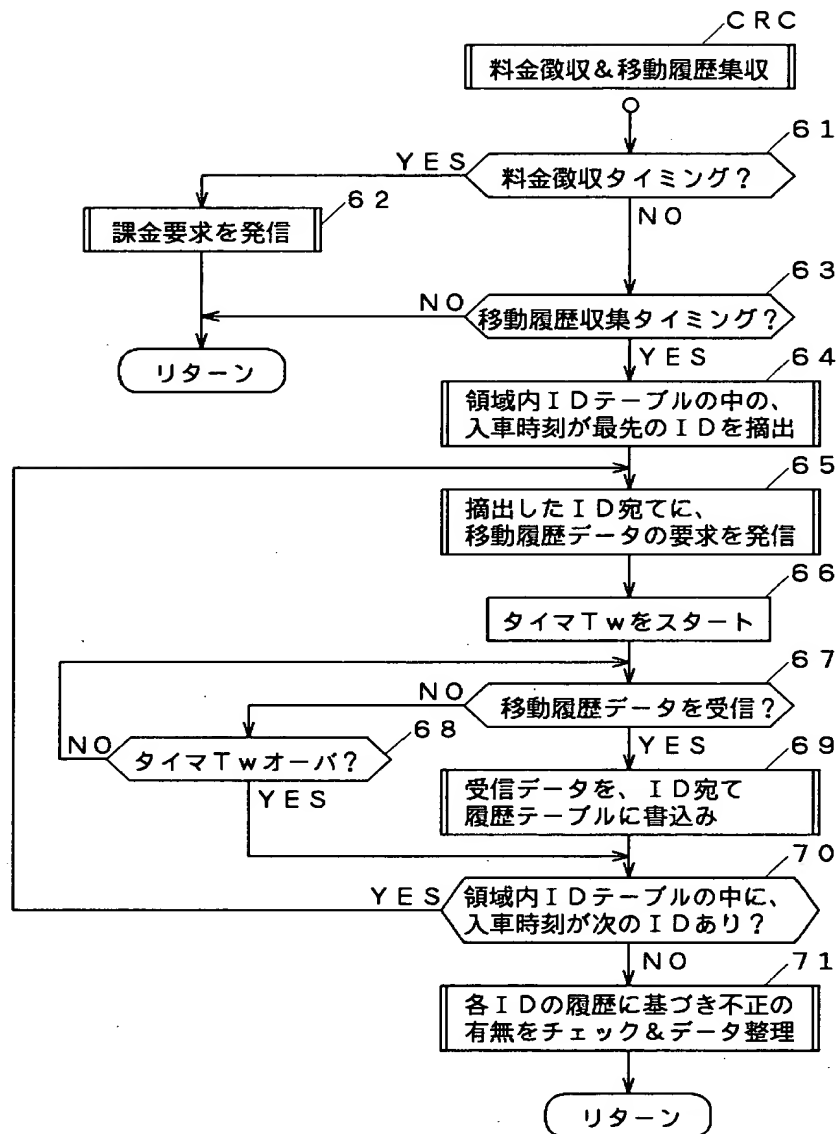 CRC
料金徴収&移動履歴集収
61
YES
料金徴収タイミング?
62
NO
課金要求を発信
63
NO
移動履歴収集タイミング?
YES
リターン
64
領域内IDテーブルの中の、
入車時刻が最先のIDを摘出
65
摘出したID宛てに、
移動履歴データの要求を発信
66
タイマTwをスタート
67
NO
移動履歴データを受信?
68
NO
タイマTwオーバ?
YES
69
YES
受信データを、ID宛て
履歴テーブルに書込み
70
YES
領域内IDテーブルの中に、
入車時刻が次のIDあり?
NO
71
各IDの履歴に基づき不正の
有無をチェック&データ整理
リターン